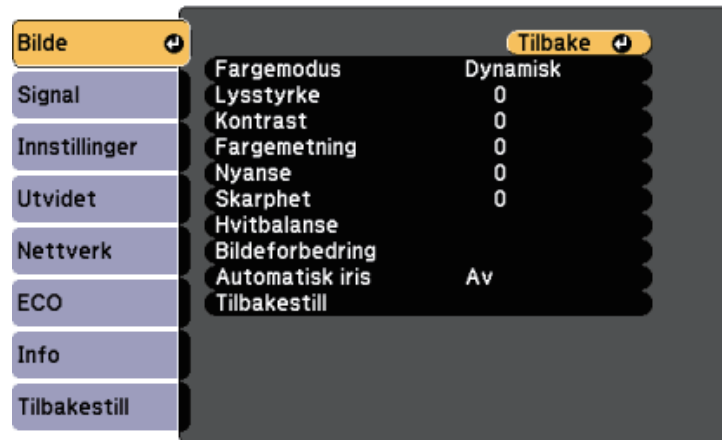 Bilde
Signal
Innstillinger
Utvidet
Nettverk
ECO
Info
Tilbakestill
Tilbake
Fargemodus Dynamisk
Lysstyrke 0
Kontrast 0
Fargemetning 0
Nyanse 0
Skarphet 0
Hvitbalanse
Bildeforbedring
Automatisk iris Av
Tilbakestill